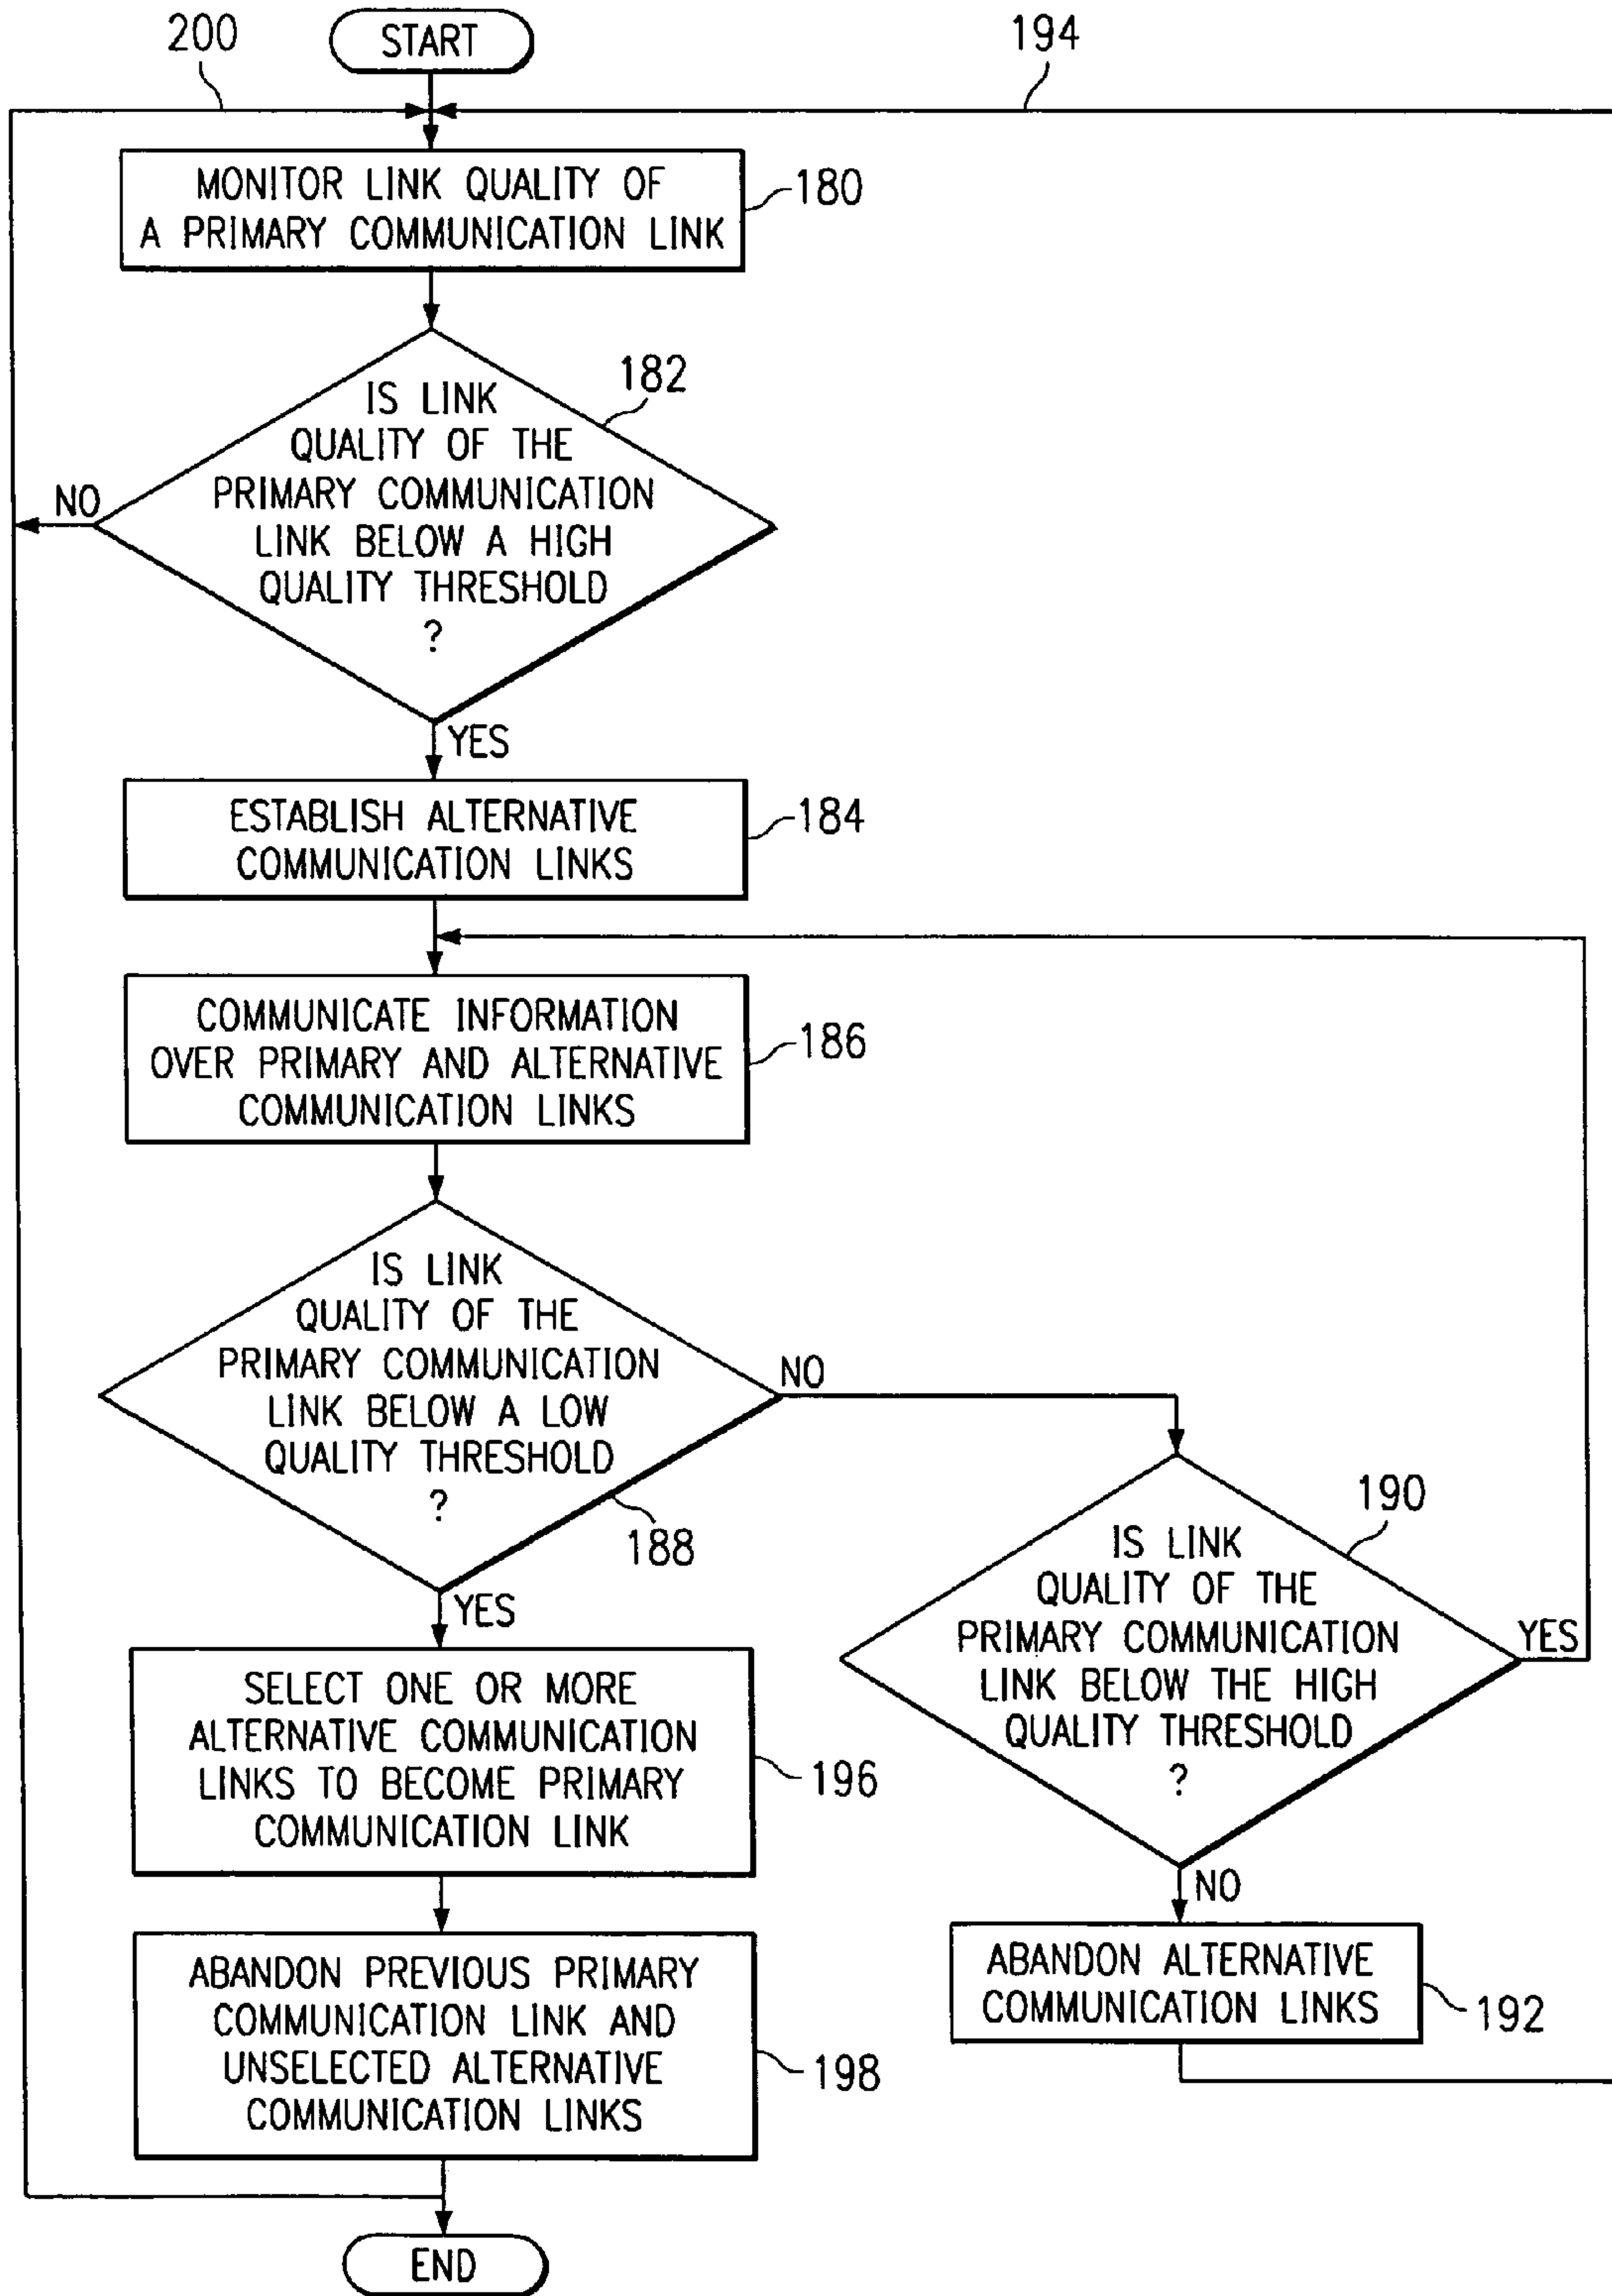 200
START
194
MONITOR LINK QUALITY OF
A PRIMARY COMMUNICATION LINK
180
182
IS LINK
QUALITY OF THE
PRIMARY COMMUNICATION
LINK BELOW A HIGH
QUALITY THRESHOLD
?
NO
YES
ESTABLISH ALTERNATIVE
COMMUNICATION LINKS
184
COMMUNICATE INFORMATION
OVER PRIMARY AND ALTERNATIVE
COMMUNICATION LINKS
186
IS LINK
QUALITY OF THE
PRIMARY COMMUNICATION
LINK BELOW A LOW
QUALITY THRESHOLD
?
NO
188
YES
190
IS LINK
QUALITY OF THE
PRIMARY COMMUNICATION
LINK BELOW THE HIGH
QUALITY THRESHOLD
?
YES
NO
SELECT ONE OR MORE
ALTERNATIVE COMMUNICATION
LINKS TO BECOME PRIMARY
COMMUNICATION LINK
196
ABANDON ALTERNATIVE
COMMUNICATION LINKS
192
ABANDON PREVIOUS PRIMARY
COMMUNICATION LINK AND
UNSELECTED ALTERNATIVE
COMMUNICATION LINKS
198
END